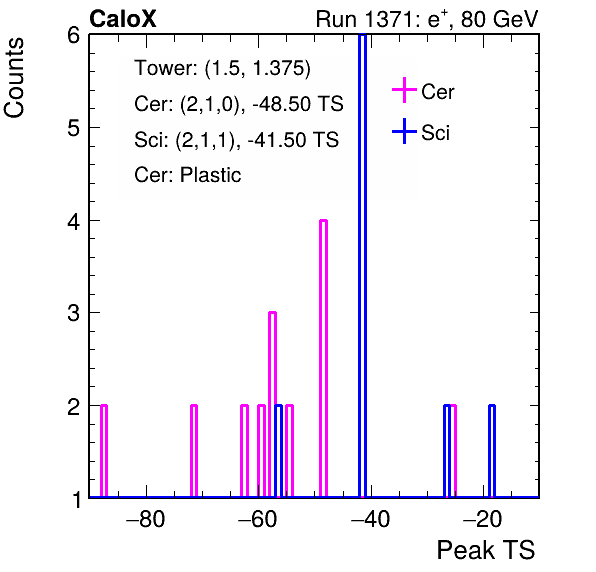 CaloX Run 1371: e⁺, 80 GeV
Counts
Tower: (1.5, 1.375)
Cer: (2,1,0), -48.50 TS
Sci: (2,1,1), -41.50 TS
Cer: Plastic
Cer
Sci
6
5
4
3
2
1
−80 −60 −40 −20
Peak TS